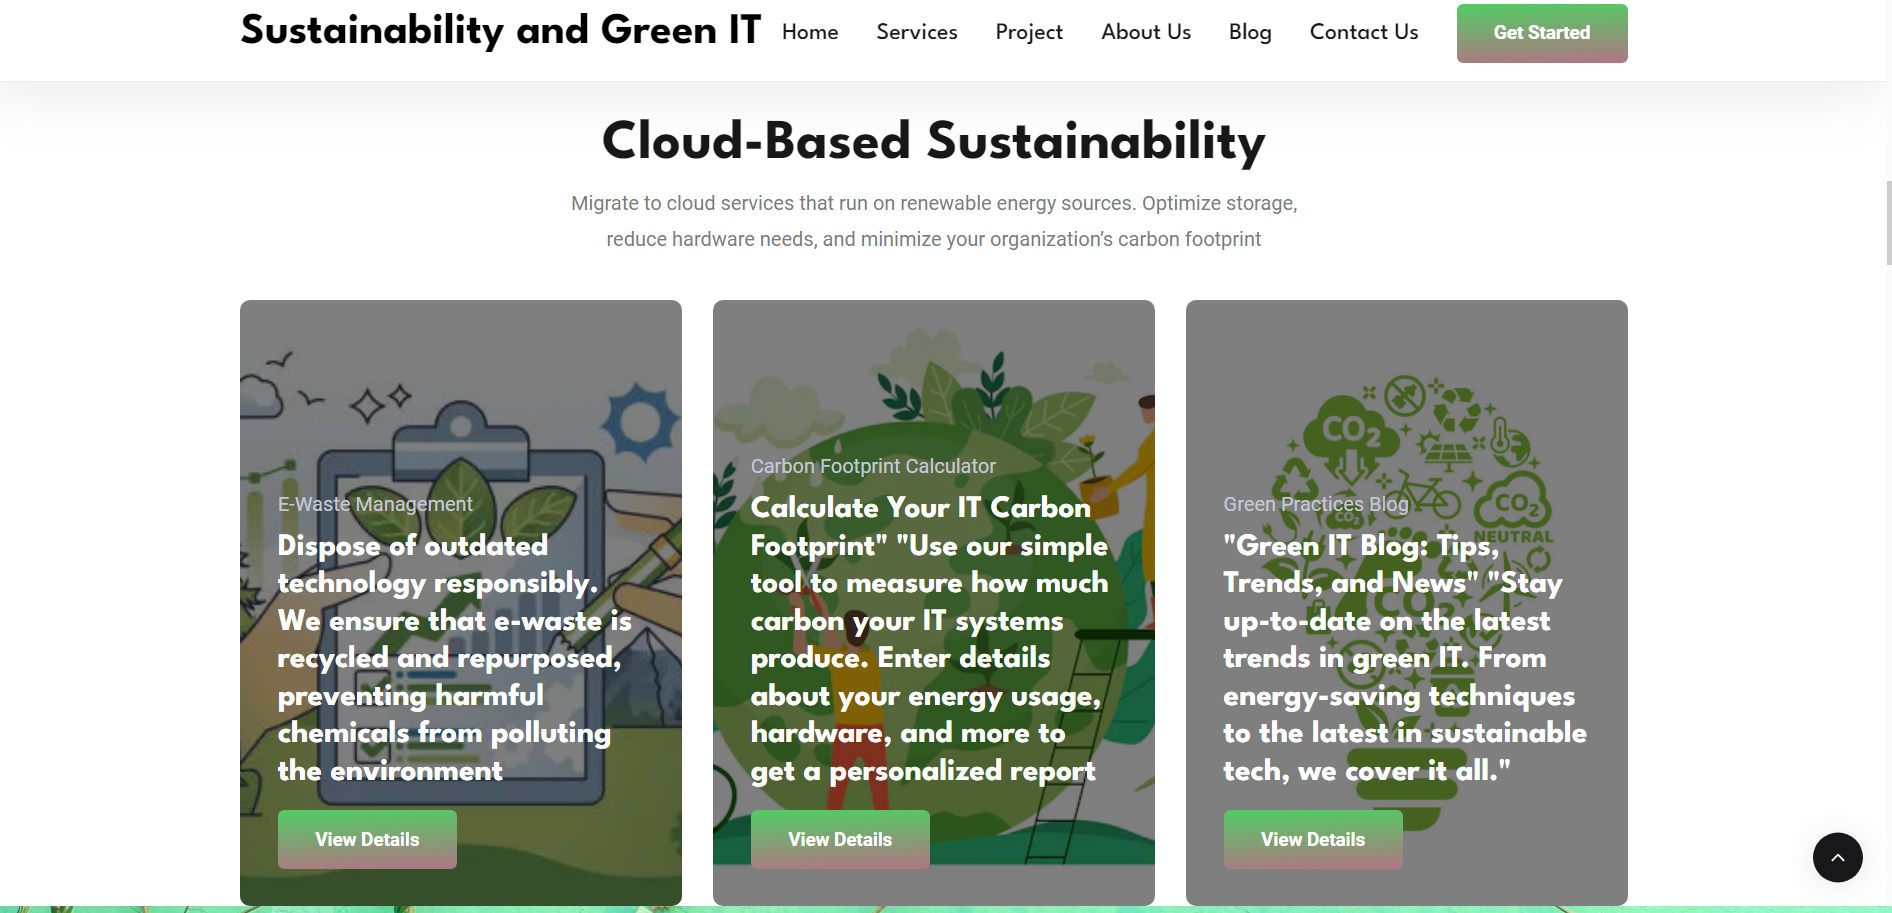 Sustainability and Green IT
Home
Services
Project
About Us
Blog
Contact Us
Get Started
Cloud-Based Sustainability
Migrate to cloud services that run on renewable energy sources. Optimize storage,
reduce hardware needs, and minimize your organization’s carbon footprint
E-Waste Management
Dispose of outdated
technology responsibly.
We ensure that e-waste is
recycled and repurposed,
preventing harmful
chemicals from polluting
the environment
View Details
Carbon Footprint Calculator
Calculate Your IT Carbon
Footprint" "Use our simple
tool to measure how much
carbon your IT systems
produce. Enter details
about your energy usage,
hardware, and more to
get a personalized report
View Details
CO2
CO2
NEUTRAL
CO2
CO2
Green Practices Blog
"Green IT Blog: Tips,
Trends, and News" "Stay
up-to-date on the latest
trends in green IT. From
energy-saving techniques
to the latest in sustainable
tech, we cover it all."
View Details